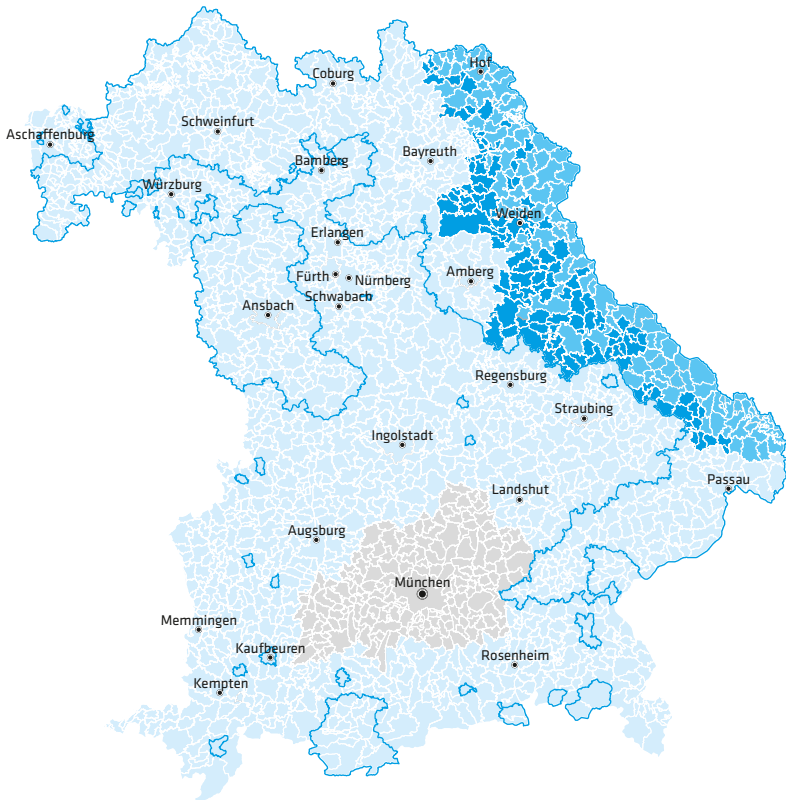 Hof
Coburg
Schweinfurt
Aschaffenburg
Bamberg
Bayreuth
Würzburg
Weiden
Erlangen
Amberg
Fürth
Nürnberg
Schwabach
Ansbach
Regensburg
Straubing
Ingolstadt
Passau
Landshut
Augsburg
München
Memmingen
Kaufbeuren
Rosenheim
Kempten